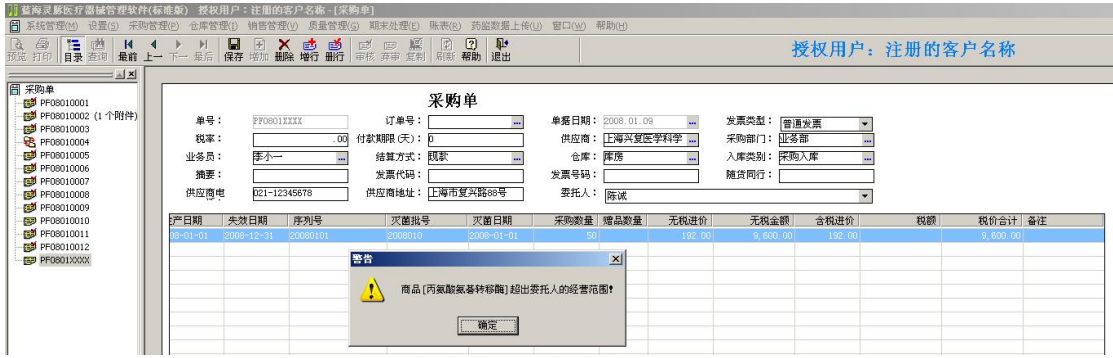 蓝海灵豚医疗器械管理软件(标准版) 授权用户：注册的客户名称 - [采购单]
系统管理(M) 设置(S) 采购管理(P) 仓库管理(I) 销售管理(V) 质量管理(G) 期末处理(E) 账表(R) 药监数据上传(U) 窗口(W) 帮助(H)
预览 打印 目录 查询 最前 上一 下一 最后 保存 增加 删除 增行 删行 审核 弃审 复制 刷新 帮助 退出
授权用户：注册的客户名称
采购单
PF08010001
PF08010002 (1 个附件)
PF08010003
PF08010004
PF08010005
PF08010006
PF08010007
PF08010008
PF08010009
PF08010010
PF08010011
PF08010012
PF0801XXXX
采购单
单号： PF0801XXXX 订单号： 单据日期： 2008.01.09 发票类型： 普通发票
税率： .00 付款期限(天)： 0 供应商： 上海兴复医学科学 采购部门： 业务部
业务员： 李小一 结算方式： 现款 仓库： 库房 入库类别： 采购入库
摘要： 发票代码： 发票号码： 随货同行：
供应商电 021-12345678 供应商地址： 上海市复兴路88号 委托人： 陈诚
生产日期 失效日期 序列号 灭菌批号 灭菌日期 采购数量 赠品数量 无税进价 无税金额 含税进价 税额 税价合计 备注
08-01-01 2008-12-31 20080101 2008010 2008-01-01 50 192.00 9,600.00 192.00 9,600.00
警告
商品[丙氨酸氨基转移酶]超出委托人的经营范围!
确定